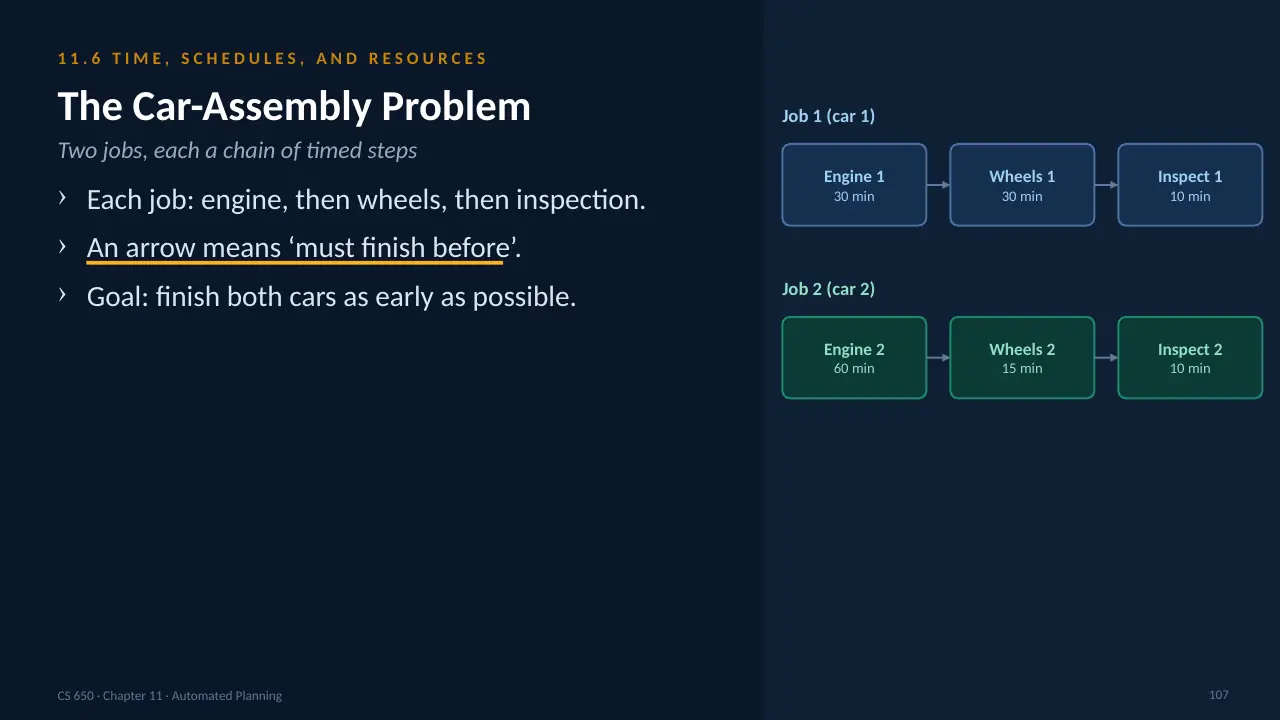 11.6 TIME, SCHEDULES, AND RESOURCES
The Car-Assembly Problem
Two jobs, each a chain of timed steps
› Each job: engine, then wheels, then inspection.
› An arrow means ‘must finish before’.
› Goal: finish both cars as early as possible.
Job 1 (car 1)
Engine 1
30 min
Wheels 1
30 min
Inspect 1
10 min
Job 2 (car 2)
Engine 2
60 min
Wheels 2
15 min
Inspect 2
10 min
CS 650 · Chapter 11 · Automated Planning
107